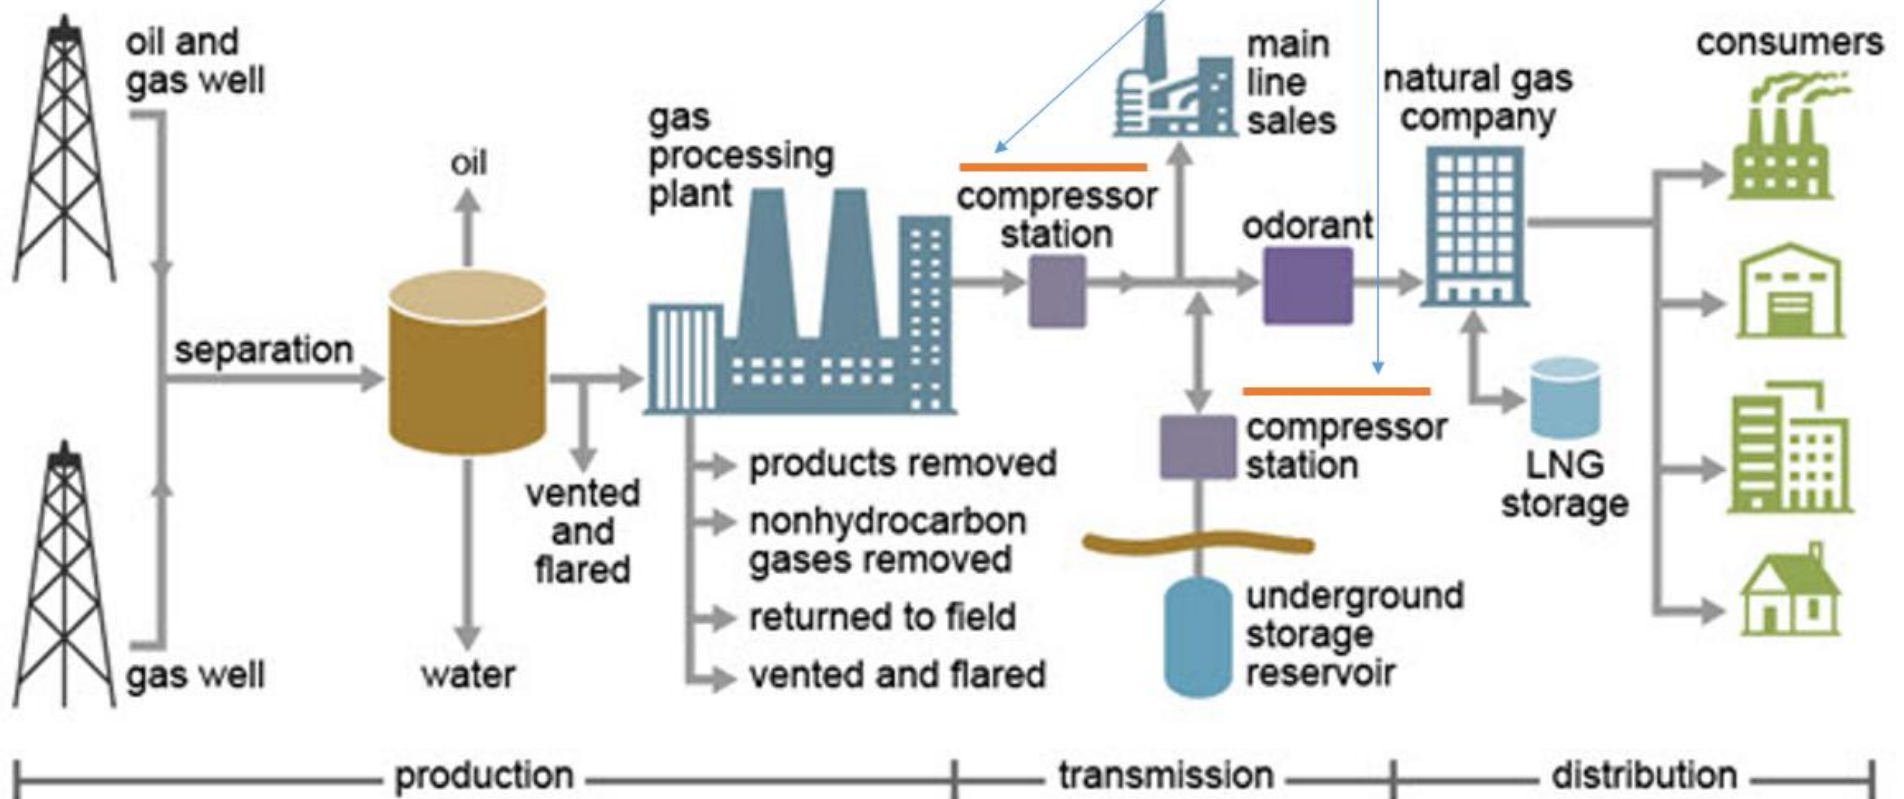 oil and
gas well
oil
gas
processing
plant
compressor
station
main
line
sales
odorant
natural gas
company
consumers
separation
vented
and
flared
water
gas well
products removed
nonhydrocarbon
gases removed
returned to field
vented and flared
compressor
station
underground
storage
reservoir
LNG
storage
production
transmission
distribution